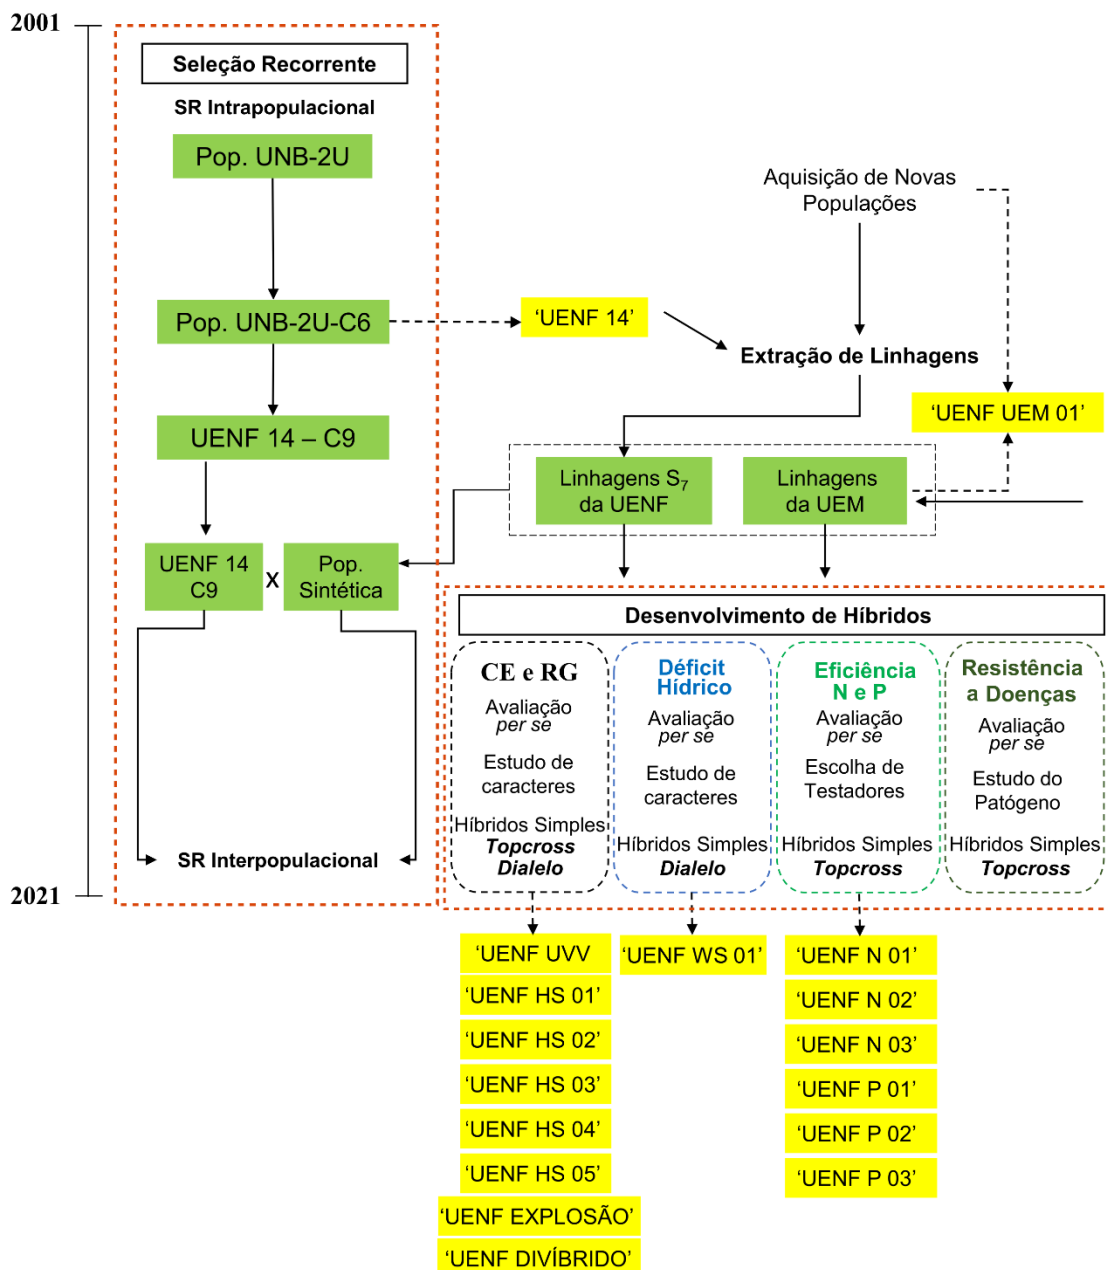 2001
Seleção Recorrente
SR Intrapopulacional
Pop. UNB-2U
Aquisição de Novas
Populações
Pop. UNB-2U-C6
‘UENF 14’
Extração de Linhagens
‘UENF UEM 01’
UENF 14 – C9
Linhagens S7
da UENF
Linhagens
da UEM
UENF 14
C9
X
Pop.
Sintética
Desenvolvimento de Híbridos
CE e RG
Avaliação
per se
Estudo de
caracteres
Híbridos Simples
Topcross
Dialelo
Déficit
Hídrico
Avaliação
per se
Estudo de
caracteres
Híbridos Simples
Dialelo
Eficiência
N e P
Avaliação
per se
Escolha de
Testadores
Híbridos Simples
Topcross
Resistência
a Doenças
Avaliação
per se
Estudo do
Patógeno
Híbridos Simples
Topcross
SR Interpopulacional
2021
‘UENF UVV
‘UENF HS 01’
‘UENF HS 02’
‘UENF HS 03’
‘UENF HS 04’
‘UENF HS 05’
‘UENF EXPLOSÃO’
‘UENF DIVÍBRIDO’
‘UENF WS 01’
‘UENF N 01’
‘UENF N 02’
‘UENF N 03’
‘UENF P 01’
‘UENF P 02’
‘UENF P 03’